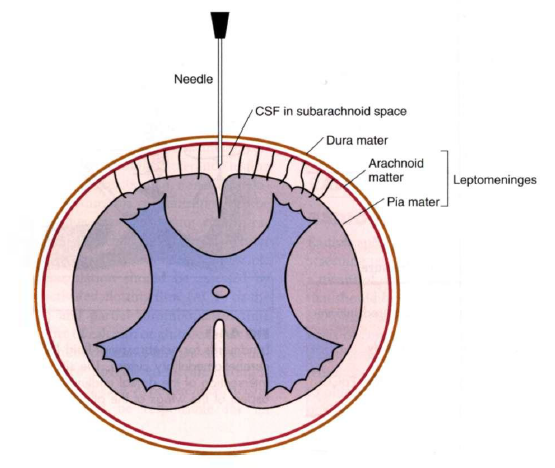 Needle
CSF in subarachnoid space
Dura mater
Arachnoid
matter
Leptomeninges
Pia mater